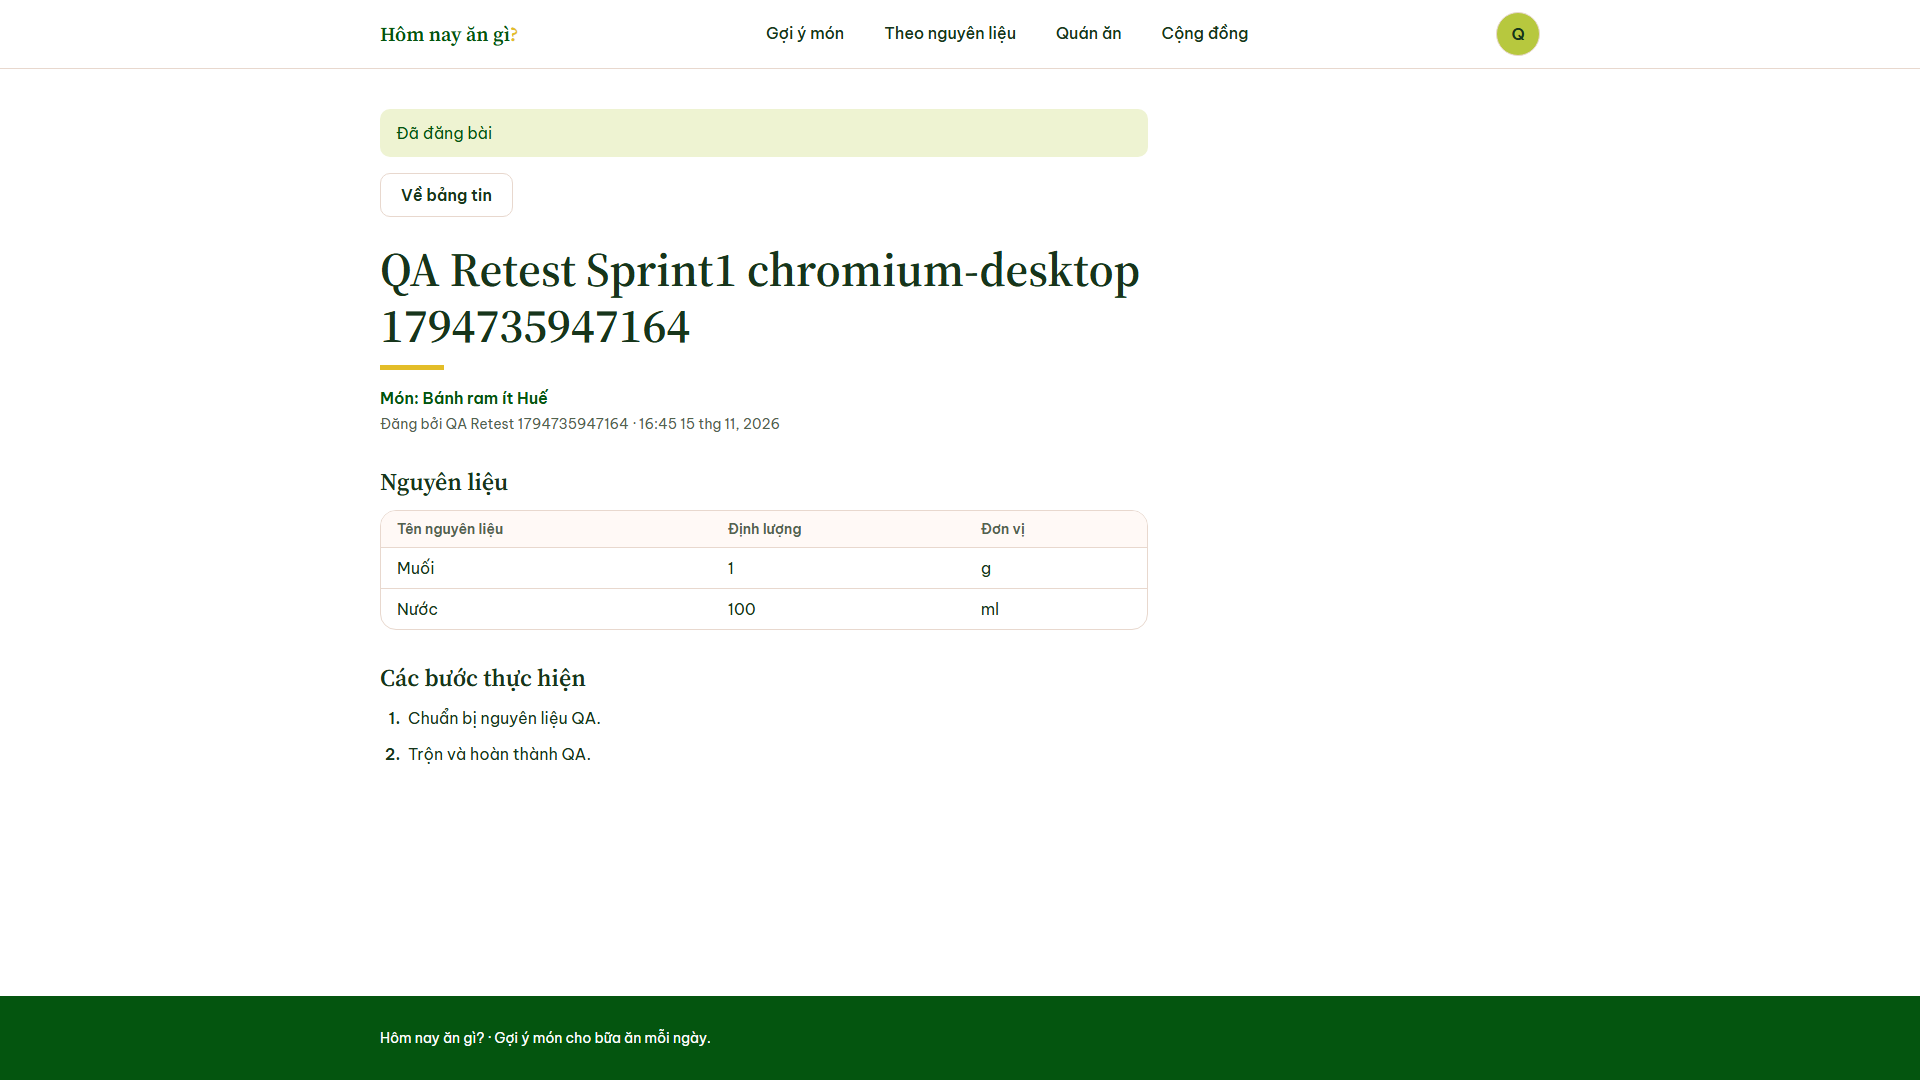 Hôm nay ăn gì?
Gợi ý món
Theo nguyên liệu
Quán ăn
Cộng đồng
Q
Đã đăng bài
Về bảng tin
QA Retest Sprint1 chromium-desktop
1794735947164
Món: Bánh ram ít Huế
Đăng bởi QA Retest 1794735947164 · 16:45 15 thg 11, 2026
Nguyên liệu
Tên nguyên liệu Định lượng Đơn vị
Muối 1 g
Nước 100 ml
Các bước thực hiện
1. Chuẩn bị nguyên liệu QA.
2. Trộn và hoàn thành QA.
Hôm nay ăn gì? · Gợi ý món cho bữa ăn mỗi ngày.